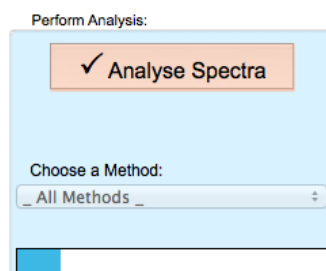 Perform Analysis:
✓ Analyse Spectra
Choose a Method:
_ All Methods _